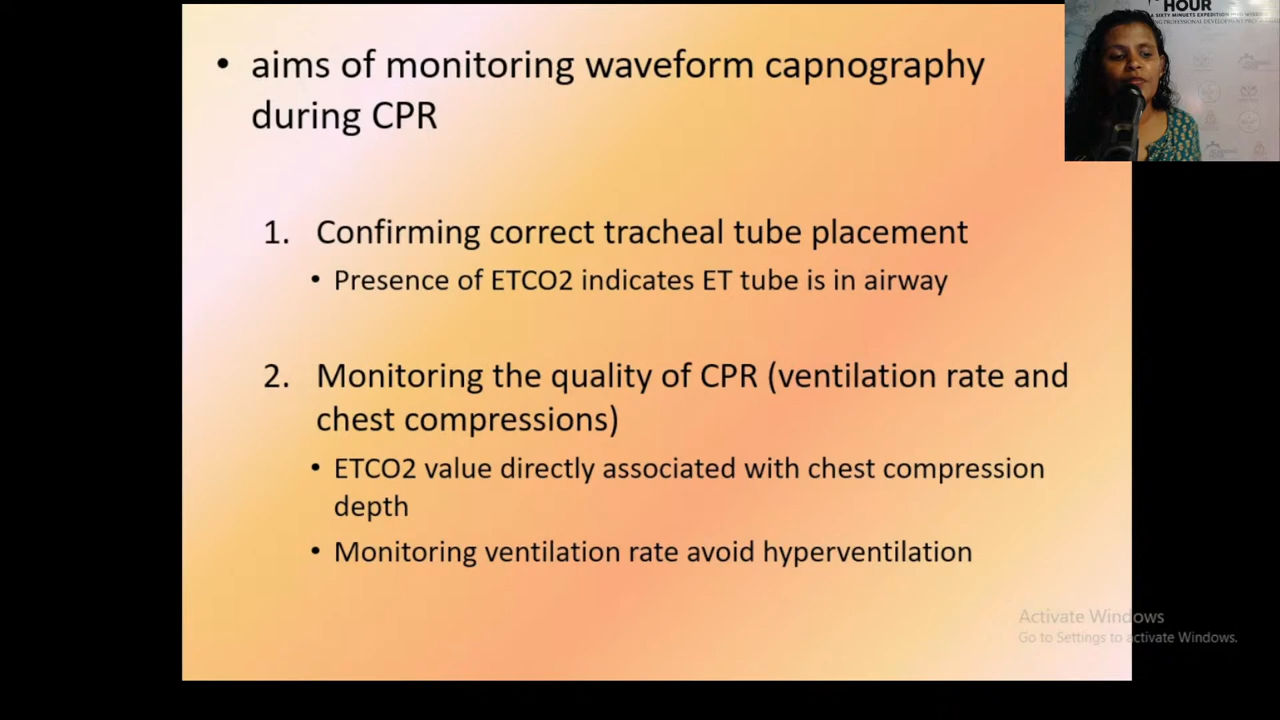 • aims of monitoring waveform capnography
during CPR
1. Confirming correct tracheal tube placement
• Presence of ETCO2 indicates ET tube is in airway
2. Monitoring the quality of CPR (ventilation rate and
chest compressions)
• ETCO2 value directly associated with chest compression
depth
• Monitoring ventilation rate avoid hyperventilation
HOUR
Activate Windows
Go to Settings to activate Windows.